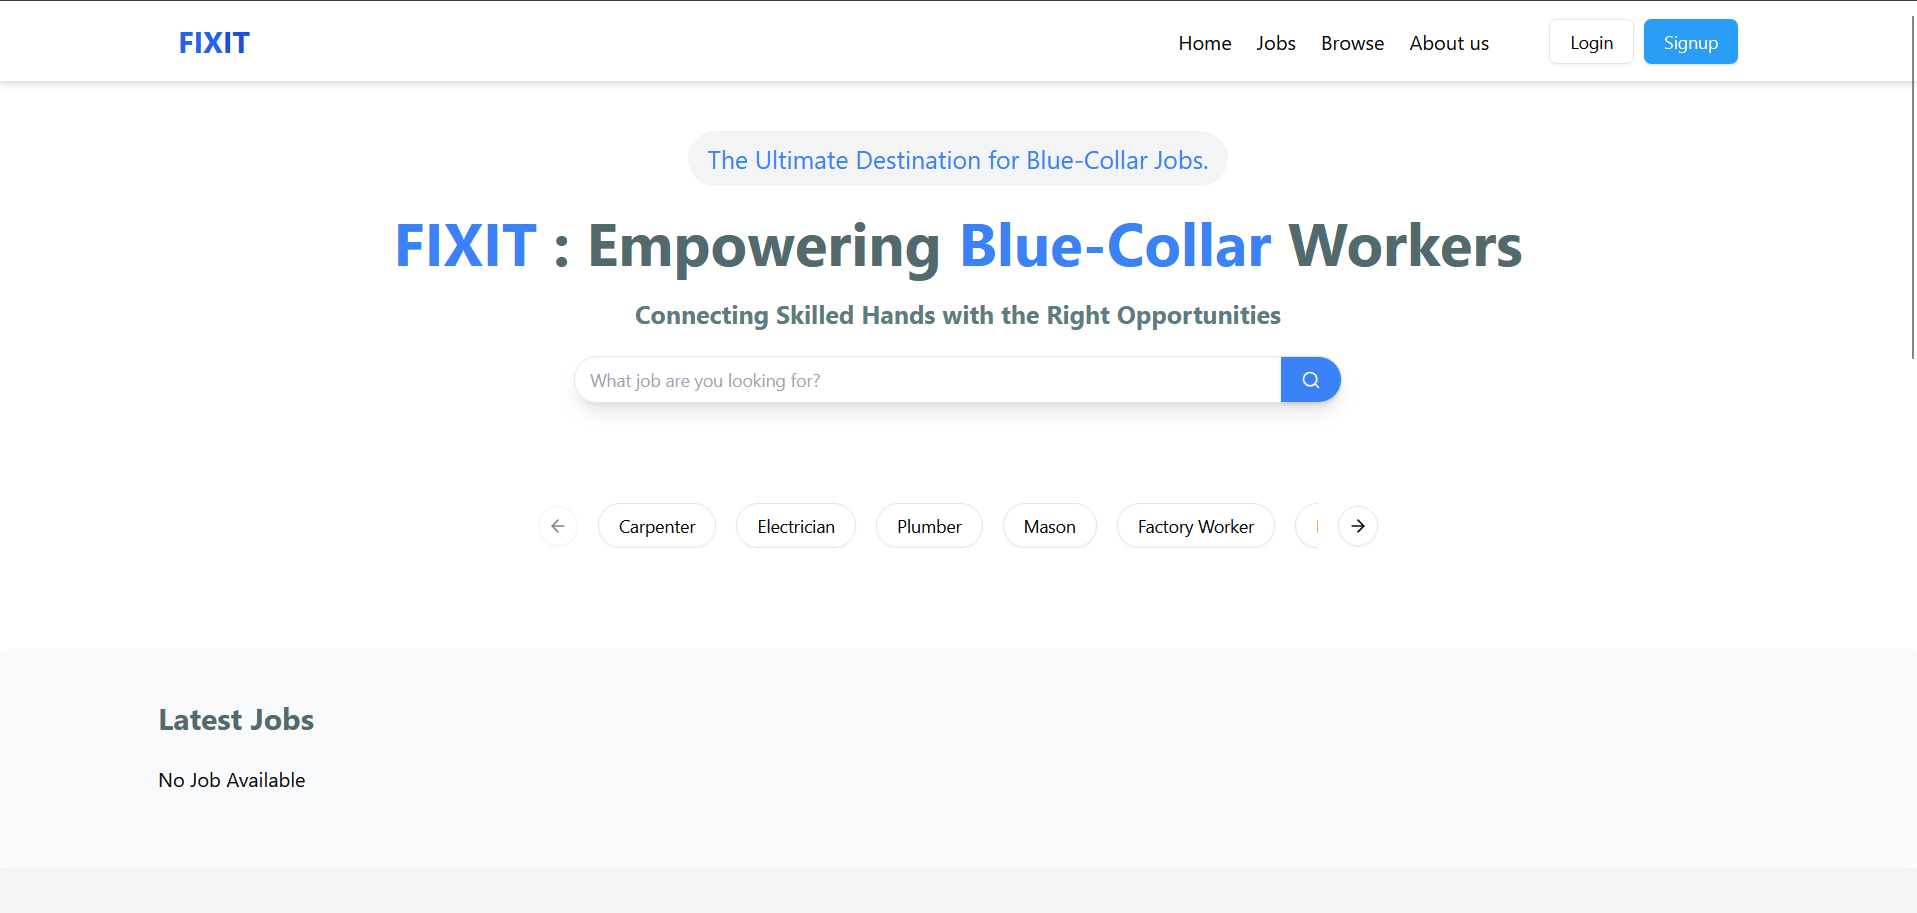 FIXIT
Home Jobs Browse About us Login Signup
The Ultimate Destination for Blue-Collar Jobs.
FIXIT : Empowering Blue-Collar Workers
Connecting Skilled Hands with the Right Opportunities
What job are you looking for?
Carpenter Electrician Plumber Mason Factory Worker
Latest Jobs
No Job Available